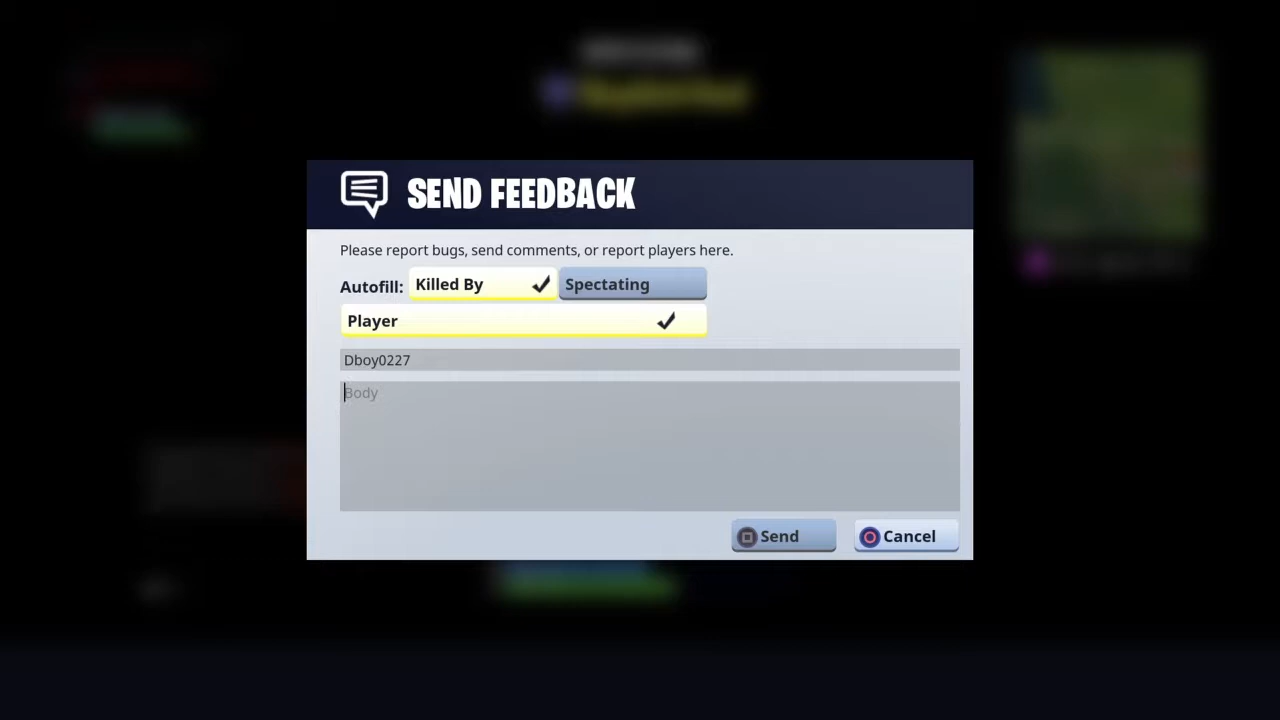 SEND FEEDBACK
Please report bugs, send comments, or report players here.
Autofill: Killed By Spectating
Player
Dboy0227
Body
Send Cancel